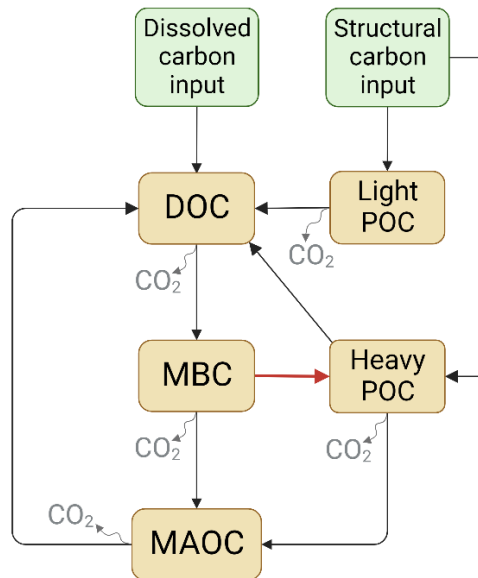 Dissolved
carbon
input
Structural
carbon
input
DOC
Light
POC
CO₂
CO₂
MBC
Heavy
POC
CO₂
CO₂
CO₂
MAOC